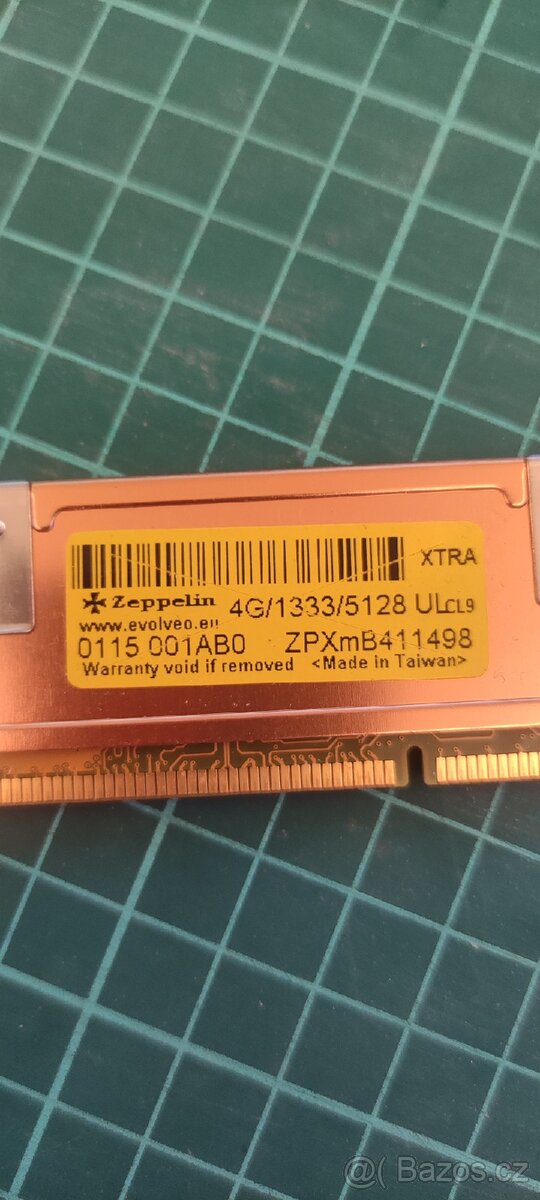 XTRA
Zeppelin 4G/1333/5128 ULCL9
www.evolveo.eu
0115 001AB0 ZPXmB411498
Warranty void if removed <Made in Taiwan>
@ Bazoš.cz